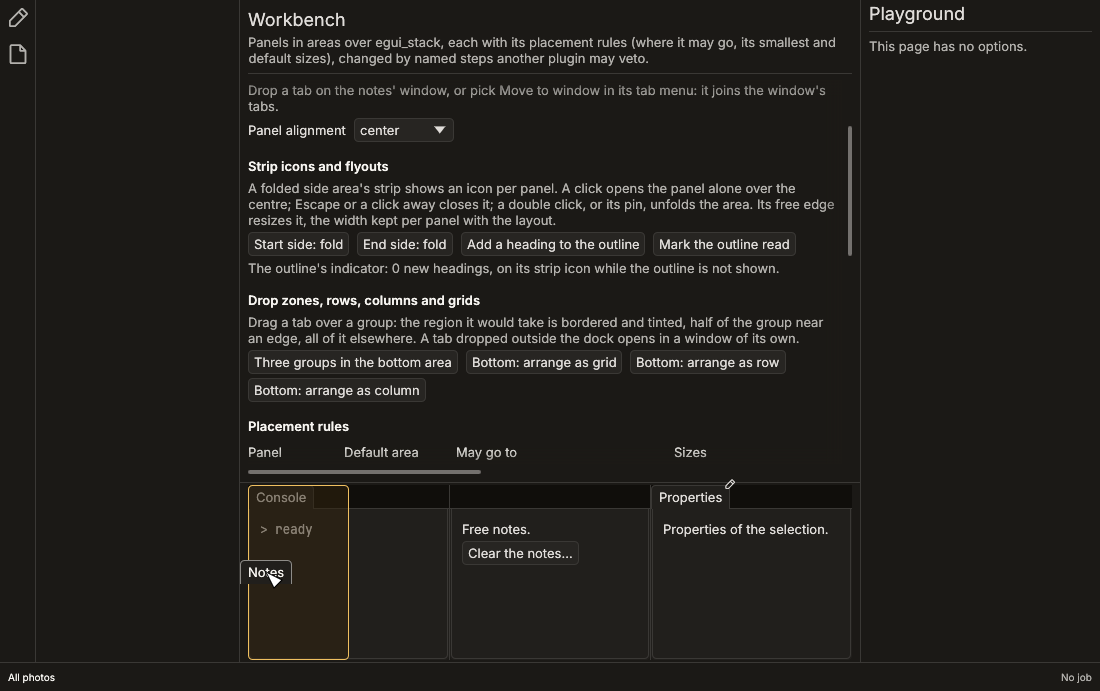 Workbench
Panels in areas over egui_stack, each with its placement rules (where it may go, its smallest and
default sizes), changed by named steps another plugin may veto.
Drop a tab on the notes' window, or pick Move to window in its tab menu: it joins the window's
tabs.
Panel alignment center
Strip icons and flyouts
A folded side area's strip shows an icon per panel. A click opens the panel alone over the
centre; Escape or a click away closes it; a double click, or its pin, unfolds the area. Its free edge
resizes it, the width kept per panel with the layout.
Start side: fold End side: fold Add a heading to the outline Mark the outline read
The outline's indicator: 0 new headings, on its strip icon while the outline is not shown.
Drop zones, rows, columns and grids
Drag a tab over a group: the region it would take is bordered and tinted, half of the group near
an edge, all of it elsewhere. A tab dropped outside the dock opens in a window of its own.
Three groups in the bottom area Bottom: arrange as grid Bottom: arrange as row
Bottom: arrange as column
Placement rules
Panel Default area May go to Sizes
Console
> ready
Notes
Free notes.
Clear the notes...
Properties
Properties of the selection.
Playground
This page has no options.
All photos
No job